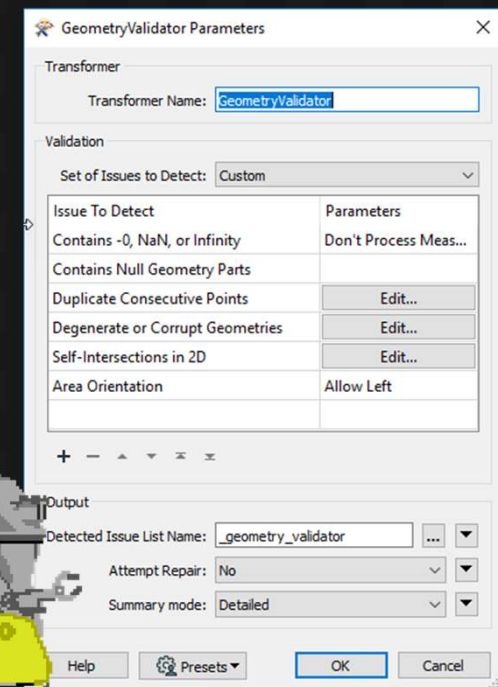 GeometryValidator Parameters
Transformer
Transformer Name: GeometryValidator
Validation
Set of Issues to Detect: Custom
Issue To Detect Parameters
Contains -0, NaN, or Infinity Don't Process Meas...
Contains Null Geometry Parts
Duplicate Consecutive Points Edit...
Degenerate or Corrupt Geometries Edit...
Self-Intersections in 2D Edit...
Area Orientation Allow Left
Output
Detected Issue List Name: _geometry_validator ...
Attempt Repair: No
Summary mode: Detailed
Help Presets OK Cancel